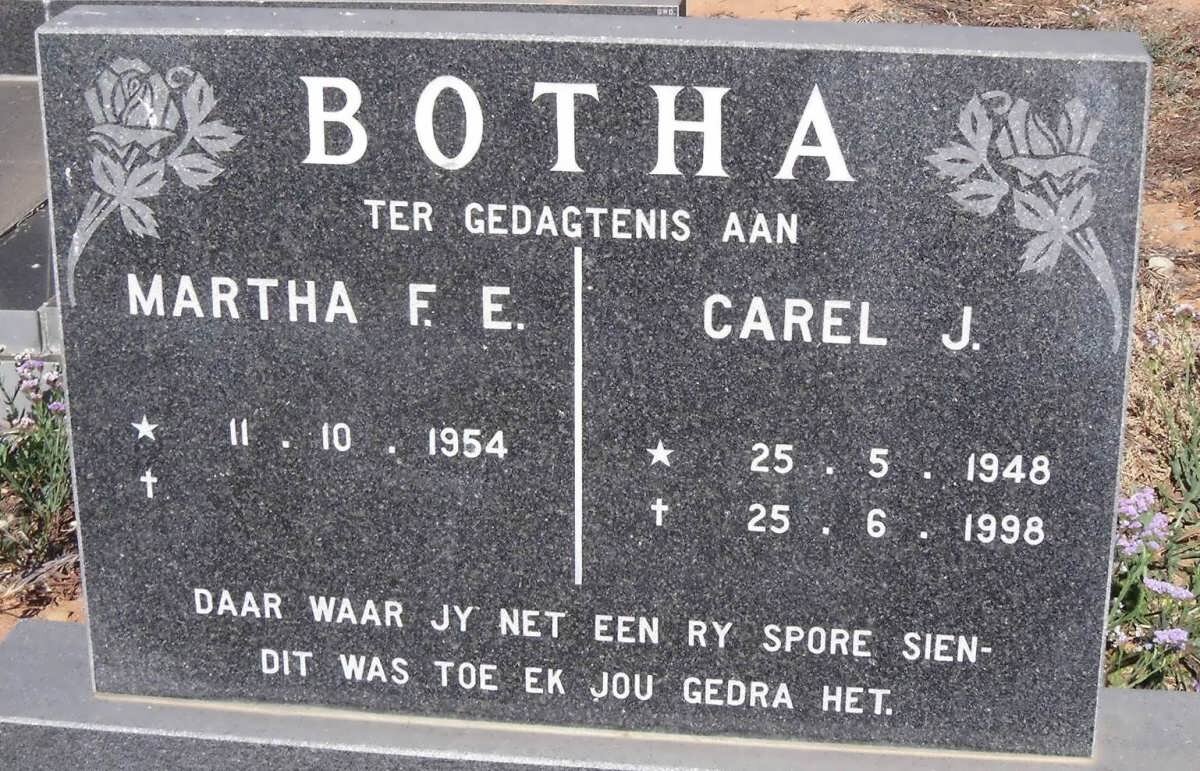 BOTHA
TER GEDAGTENIS AAN
MARTHA F. E.
★ 11 . 10 . 1954
✝
CAREL J.
★ 25 . 5 . 1948
✝ 25 . 6 . 1998
DAAR WAAR JY NET EEN RY SPORE SIEN-
DIT WAS TOE EK JOU GEDRA HET.